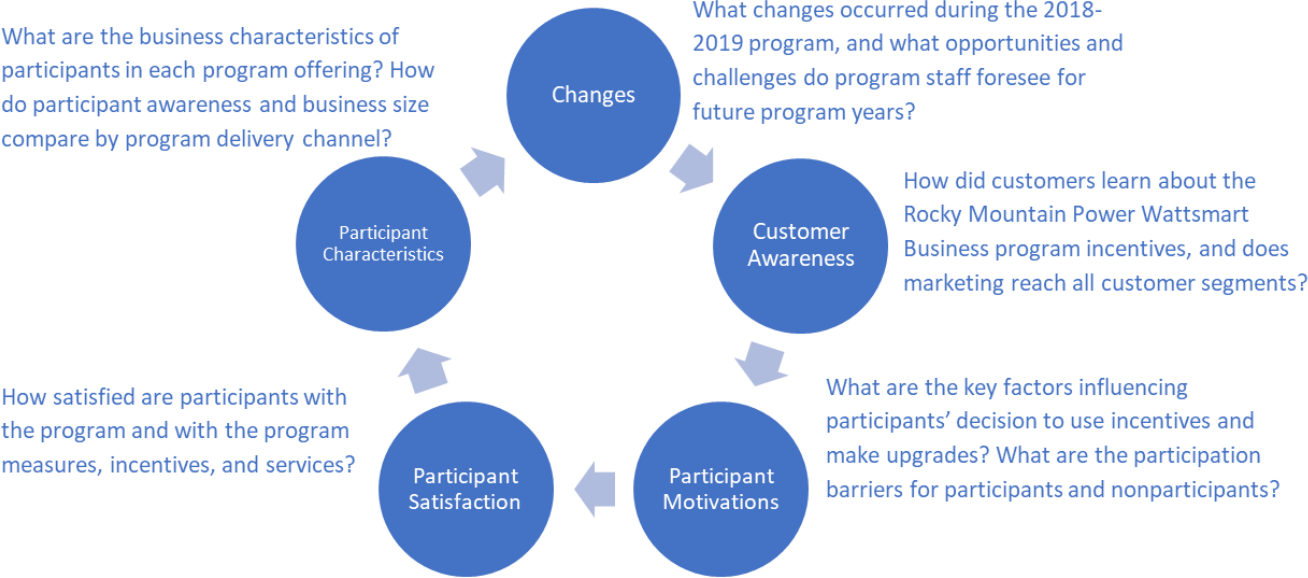 What changes occurred during the 2018-
2019 program, and what opportunities and
challenges do program staff foresee for
future program years?
What are the business characteristics of
participants in each program offering? How
do participant awareness and business size
compare by program delivery channel?
Changes
How did customers learn about the
Rocky Mountain Power Wattsmart
Business program incentives, and does
marketing reach all customer segments?
Participant
Characteristics
Customer
Awareness
What are the key factors influencing
participants’ decision to use incentives and
make upgrades? What are the participation
barriers for participants and nonparticipants?
How satisfied are participants with
the program and with the program
measures, incentives, and services?
Participant
Satisfaction
Participant
Motivations